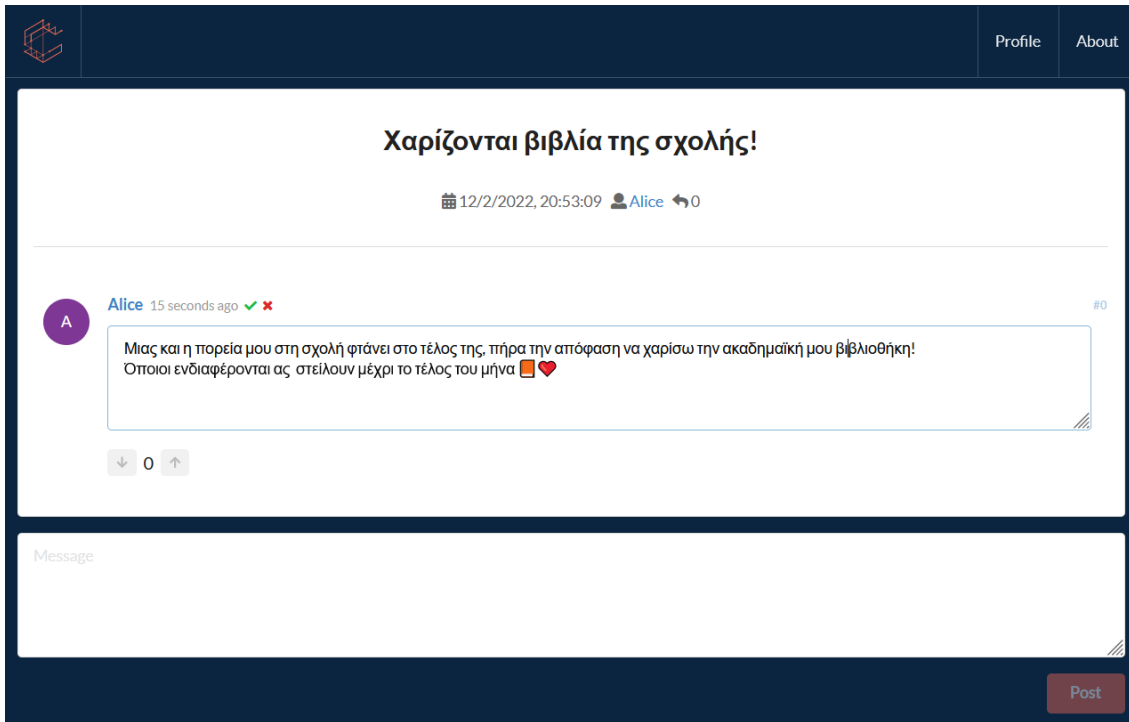 Profile About
Χαρίζονται βιβλία της σχολής!
12/2/2022, 20:53:09 Alice 0
Alice 15 seconds ago #0
A
Μιας και η πορεία μου στη σχολή φτάνει στο τέλος της, πήρα την απόφαση να χαρίσω την ακαδημαϊκή μου βιβλιοθήκη!
Όποιοι ενδιαφέρονται ας στείλουν μέχρι το τέλος του μήνα 📙❤️
0
Message
Post